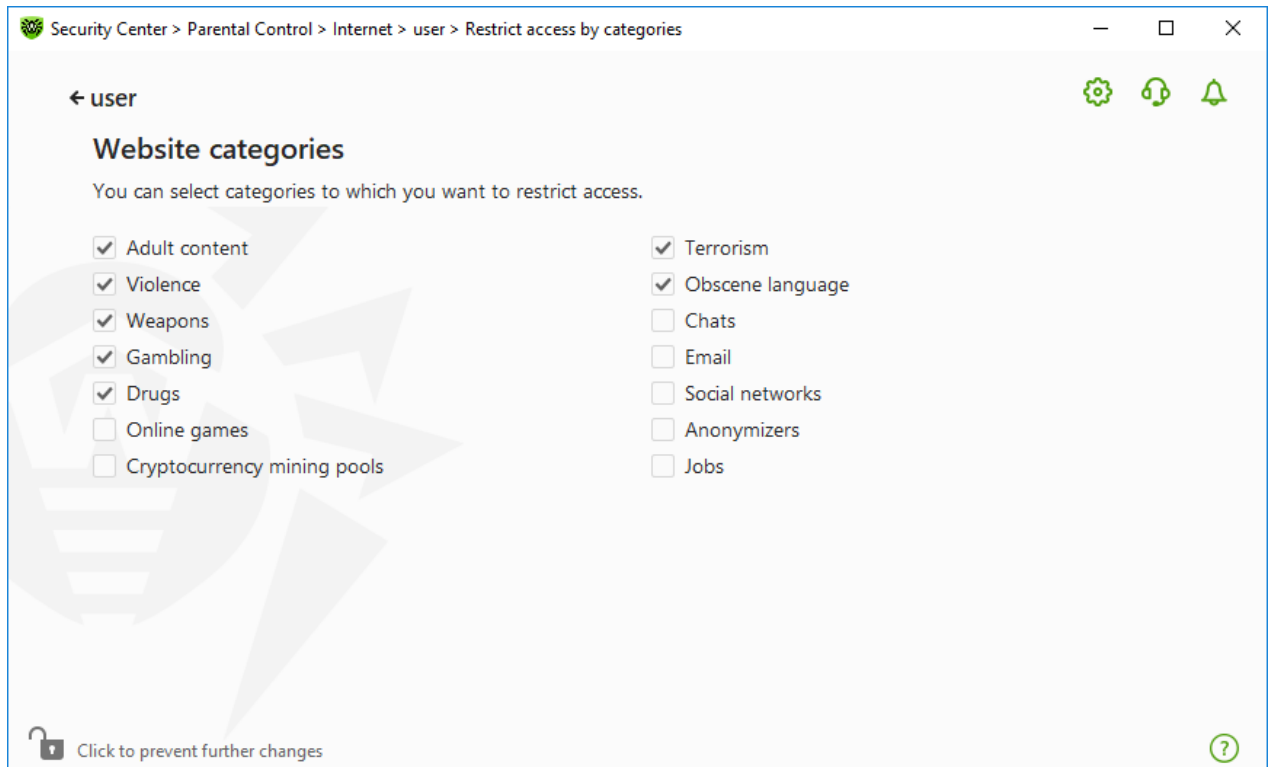 Security Center > Parental Control > Internet > user > Restrict access by categories
user
Website categories
You can select categories to which you want to restrict access.
Adult content
Violence
Weapons
Gambling
Drugs
Online games
Cryptocurrency mining pools
Terrorism
Obscene language
Chats
Email
Social networks
Anonymizers
Jobs
Click to prevent further changes
?